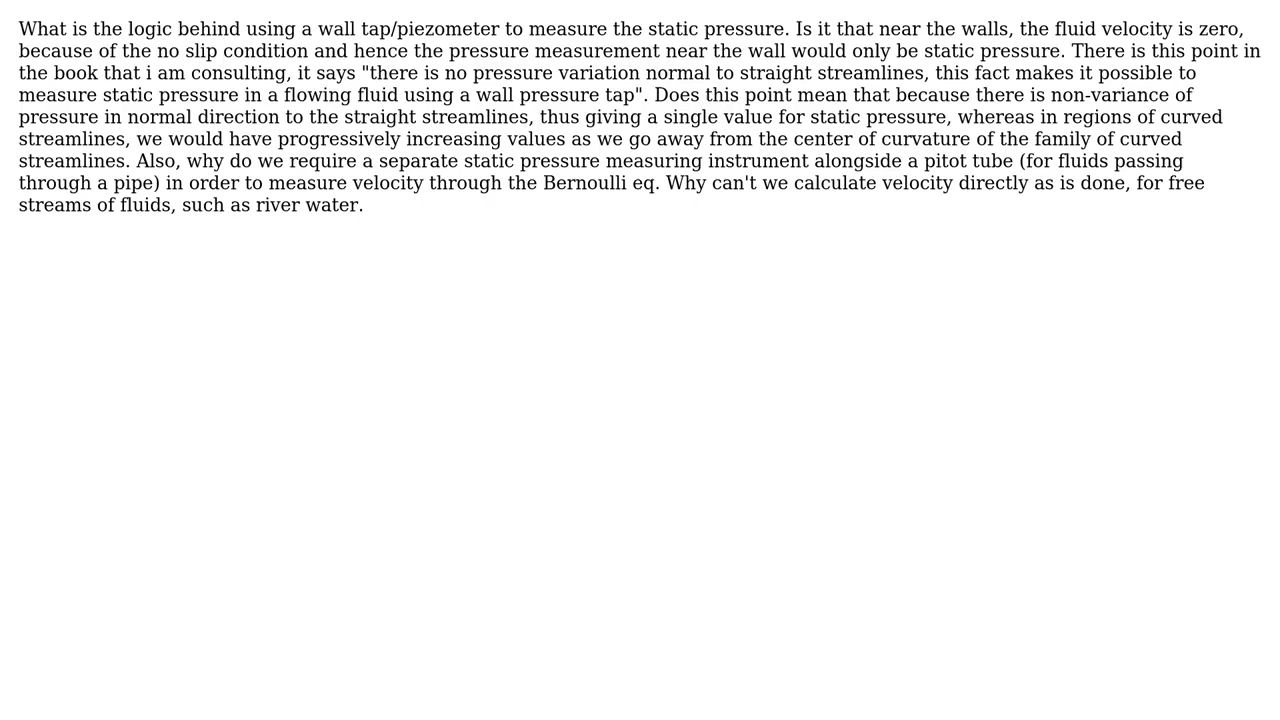 What is the logic behind using a wall tap/piezometer to measure the static pressure. Is it that near the walls, the fluid velocity is zero,
because of the no slip condition and hence the pressure measurement near the wall would only be static pressure. There is this point in
the book that i am consulting, it says "there is no pressure variation normal to straight streamlines, this fact makes it possible to
measure static pressure in a flowing fluid using a wall pressure tap". Does this point mean that because there is non-variance of
pressure in normal direction to the straight streamlines, thus giving a single value for static pressure, whereas in regions of curved
streamlines, we would have progressively increasing values as we go away from the center of curvature of the family of curved
streamlines. Also, why do we require a separate static pressure measuring instrument alongside a pitot tube (for fluids passing
through a pipe) in order to measure velocity through the Bernoulli eq. Why can't we calculate velocity directly as is done, for free
streams of fluids, such as river water.